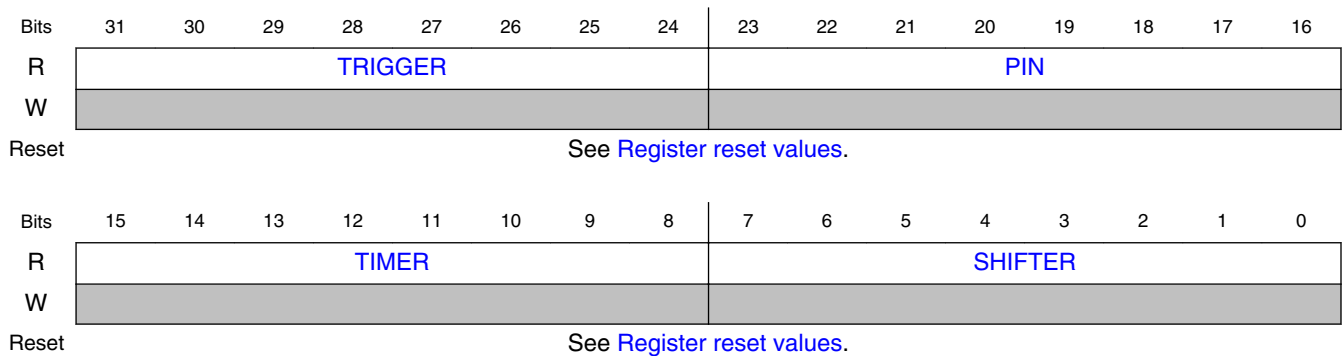 Bits 31 30 29 28 27 26 25 24 23 22 21 20 19 18 17 16
R TRIGGER PIN
W
Reset See Register reset values.
Bits 15 14 13 12 11 10 9 8 7 6 5 4 3 2 1 0
R TIMER SHIFTER
W
Reset See Register reset values.